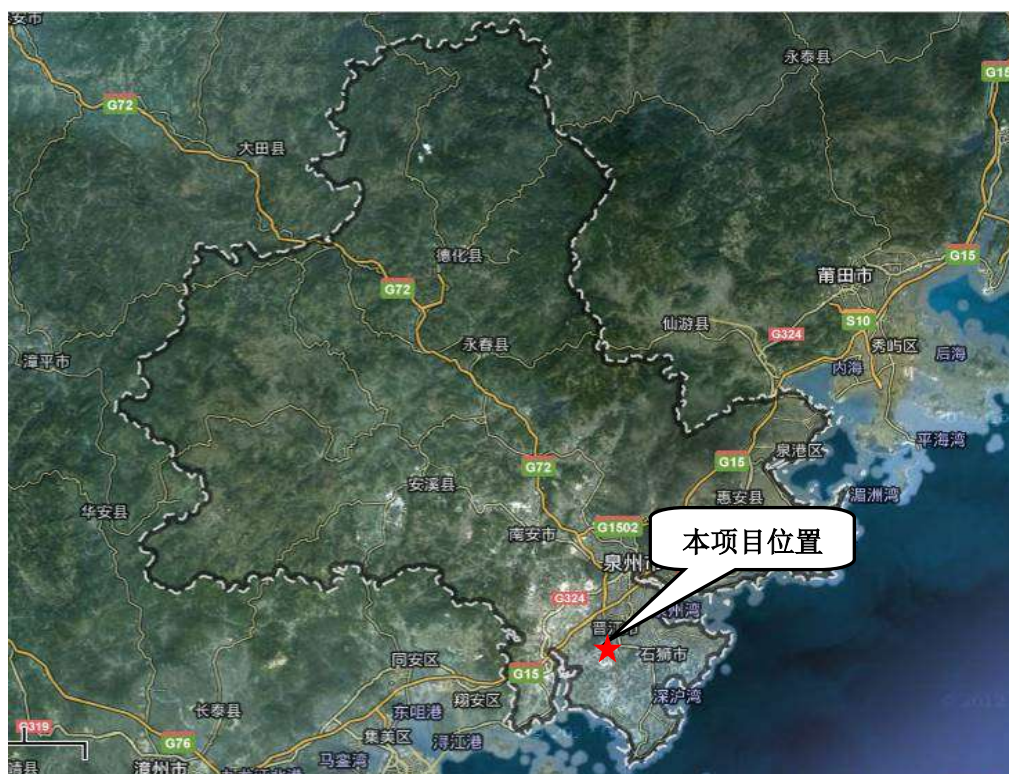 安市
永泰县
G15
G72
大田县
德化县
G15
G72
莆田市
仙游县
G324
S10
秀屿区
后海
永春县
漳平市
内海
平海湾
泉港区
G15
G72
安溪县
惠安县
湄洲湾
华安县
南安市
G1502
本项目位置
泉州市
G324
州湾
晋江市
石狮市
同安区
G15
翔安区
深沪湾
长泰县
东咀港
G319
集美区
浔江港
G76
马銮湾
靖县
漳州市